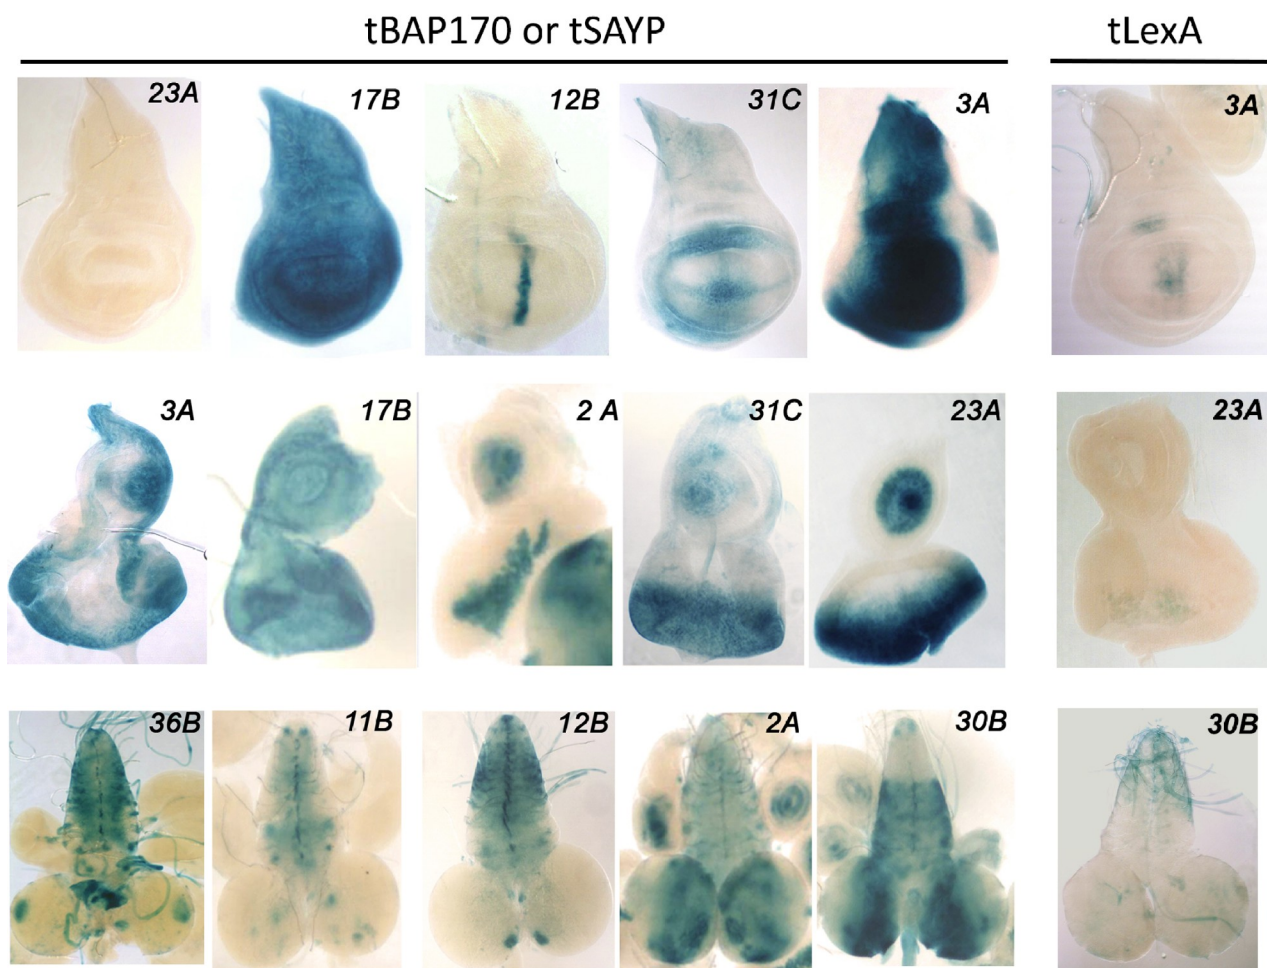 tBAP170 or tSAYP tLexA
23A 17B 12B 31C 3A 3A
3A 17B 2 A 31C 23A 23A
36B 11B 12B 2A 30B 30B